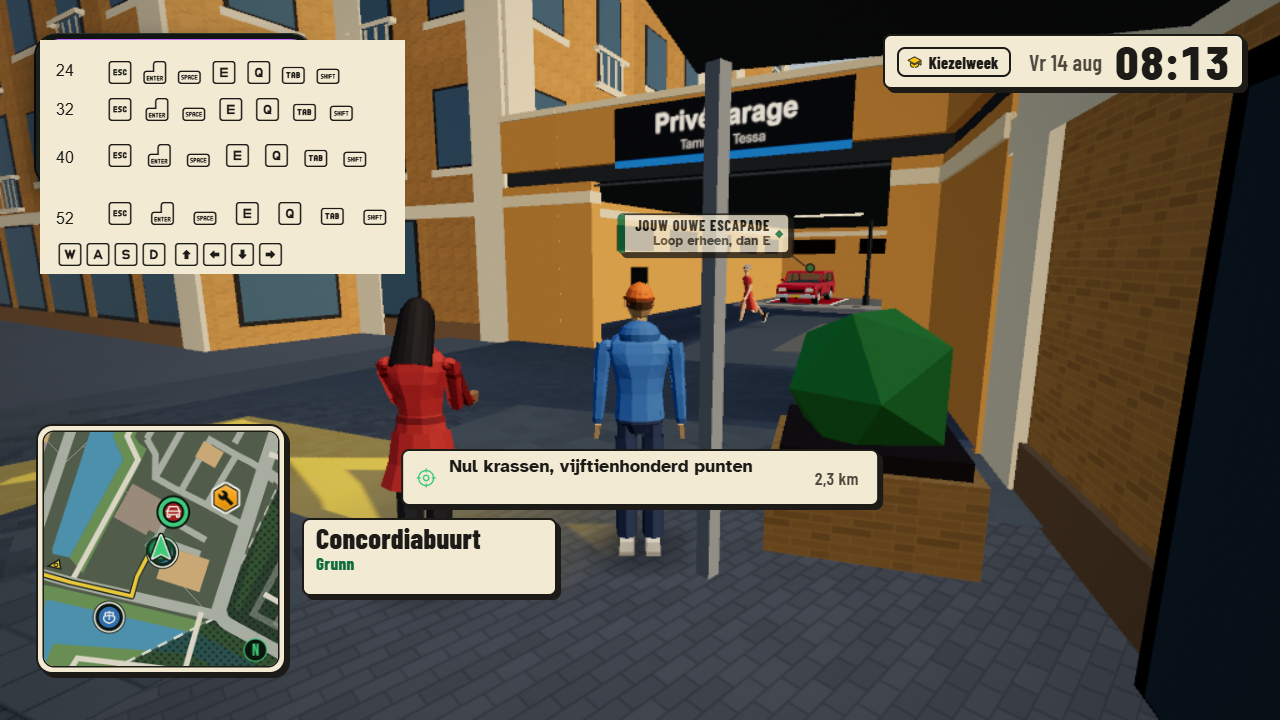 24 ESC ENTER SPACE E Q TAB SHIFT
32 ESC ENTER SPACE E Q TAB SHIFT
40 ESC ENTER SPACE E Q TAB SHIFT
52 ESC ENTER SPACE E Q TAB SHIFT
W A S D
Kiezelweek Vr 14 aug 08:13
JOUW OUWE ESCAPADE
Loop erheen, dan E
Nul krassen, vijftienhonderd punten
2,3 km
Concordiabuurt
Grunn
N